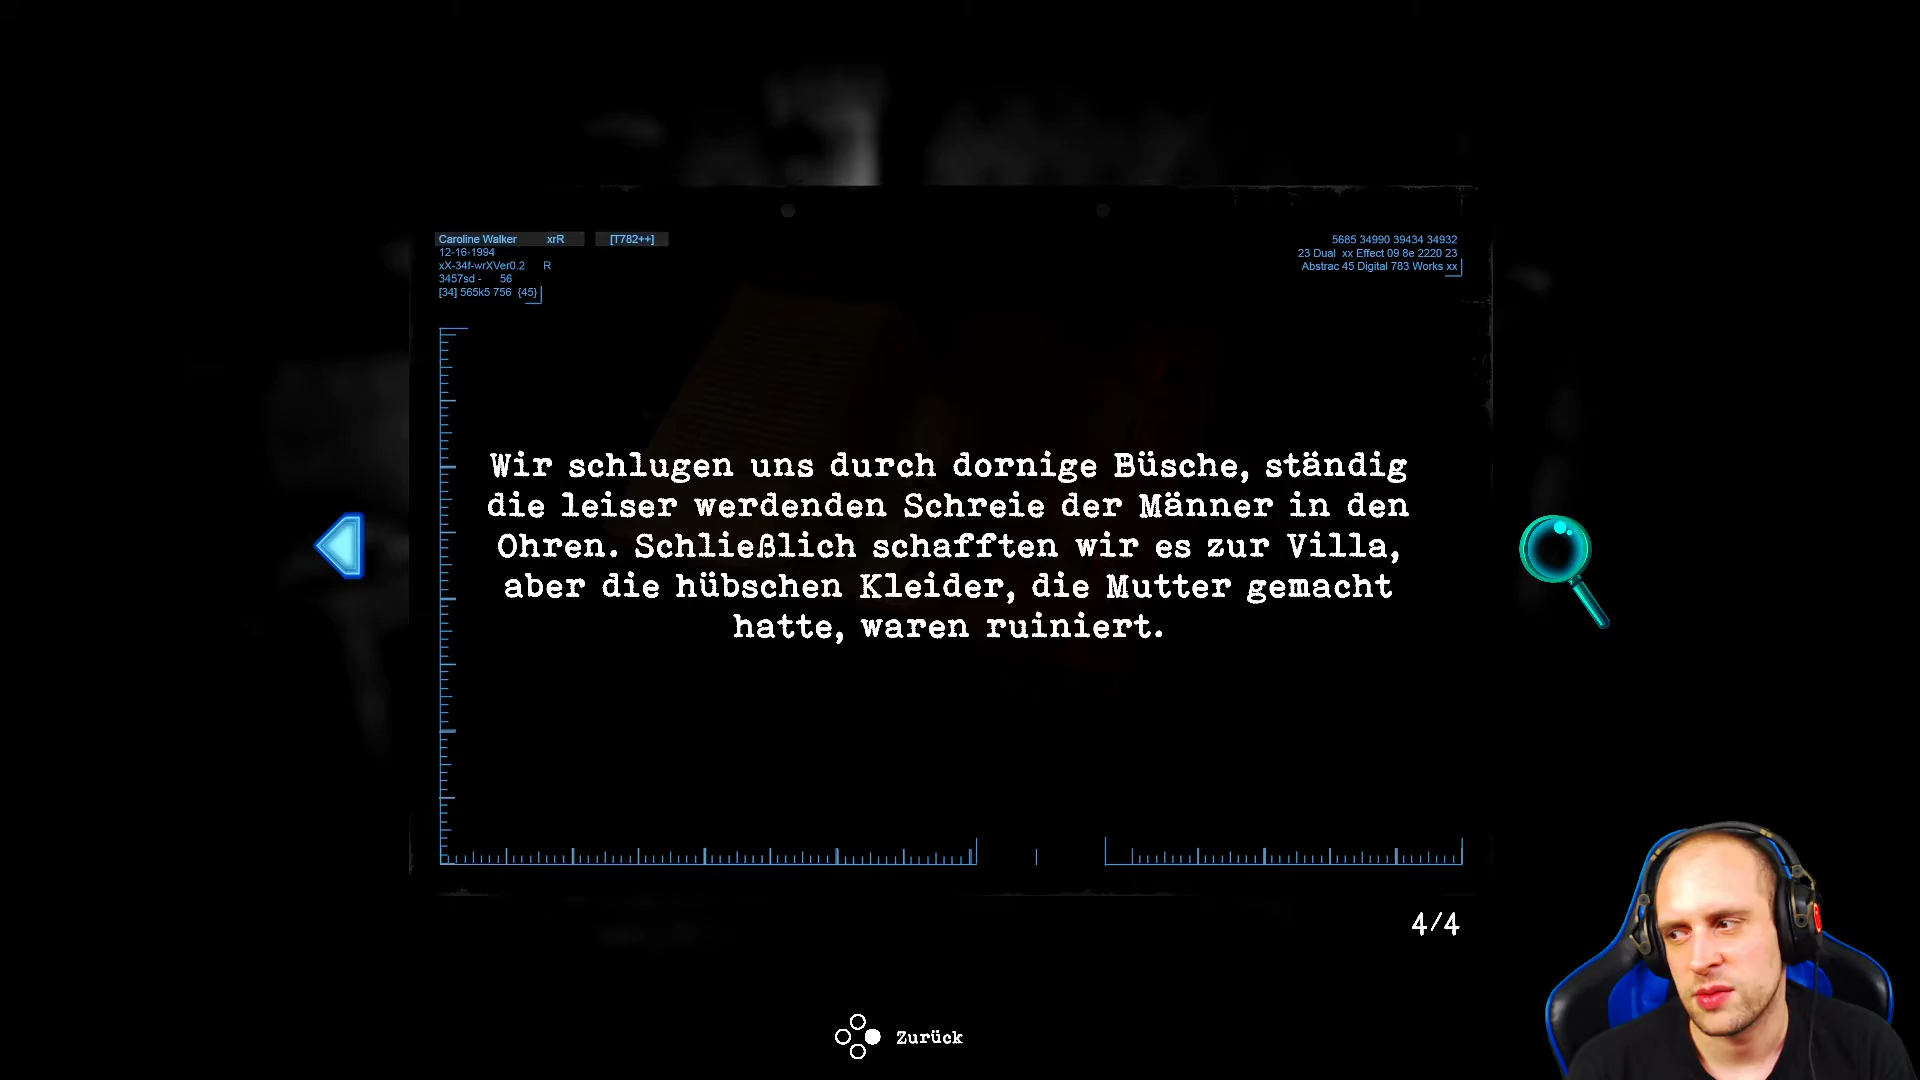 Caroline Walker xrR [T782++]
12-16-1994
xX-34f-wrXVer0.2 R
3457sd - 56
[34] 565k5 756 {45}
5685 34990 39434 34932
23 Dual xx Effect 09 8e 2220 23
Abstrac 45 Digital 783 Works xx
Wir schlugen uns durch dornige Büsche, ständig
die leiser werdenden Schreie der Männer in den
Ohren. Schließlich schafften wir es zur Villa,
aber die hübschen Kleider, die Mutter gemacht
hatte, waren ruiniert.
4/4
Zurück